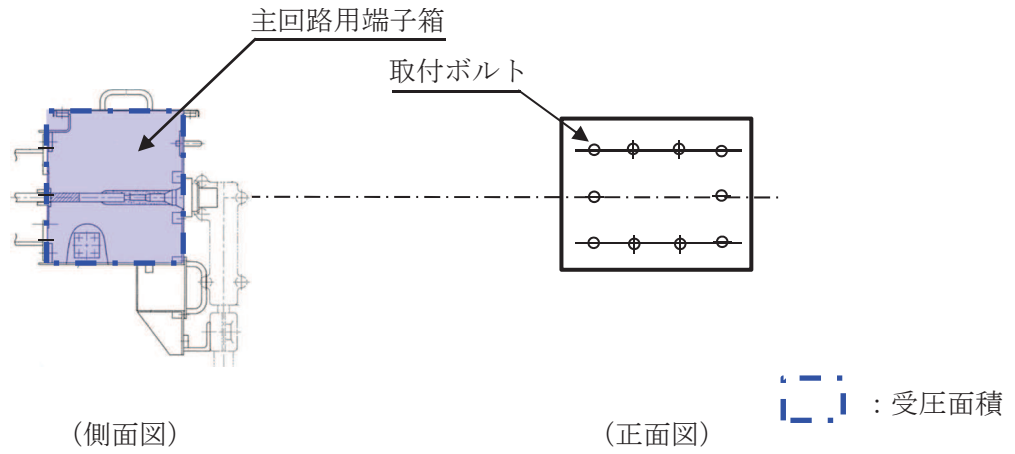 主回路用端子箱
取付ボルト
：受圧面積
（側面図）
（正面図）